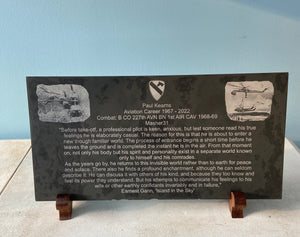 Paul Kearns
Aviation Career 1967 - 2022
Combat: B CO 227th AVN BN 1st AIR CAV 1968-69
Masher31
"Before take-off, a professional pilot is keen, anxious, but lest someone read his true
feelings he is elaborately casual. The reason for this is that he is about to enter a
new though familiar world. The process of entrance begins a short time before he
leaves the ground and is completed the instant he is in the air. From that moment
on, not only his body but his spirit and personality exist in a separate world known
only to himself and his comrades.
As the years go by, he returns to this invisible world rather than to earth for peace
and solace. There also he finds a profound enchantment, although he can seldom
describe it. He can discuss it with others of his kind, and because they too know and
feel its power they understand. But his attempts to communicate his feelings to his
wife or other earthly confidants invariably end in failure."
Earnest Gann, "Island in the Sky"